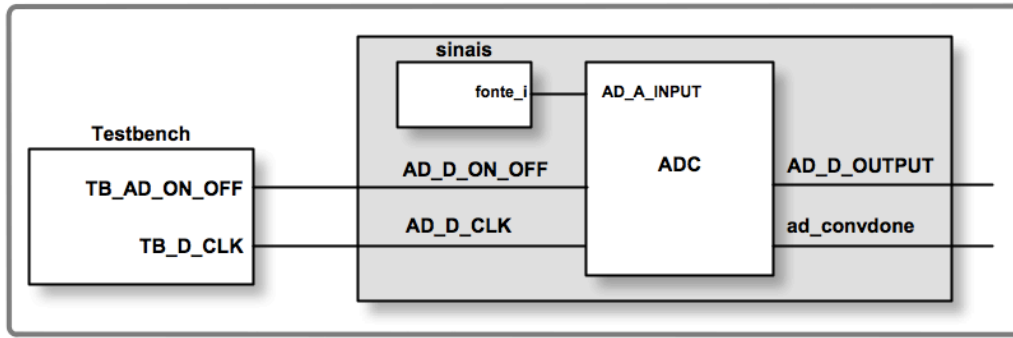 sinais
fonte_i
AD_A_INPUT
Testbench
TB_AD_ON_OFF
AD_D_ON_OFF
ADC
AD_D_OUTPUT
TB_D_CLK
AD_D_CLK
ad_convdone